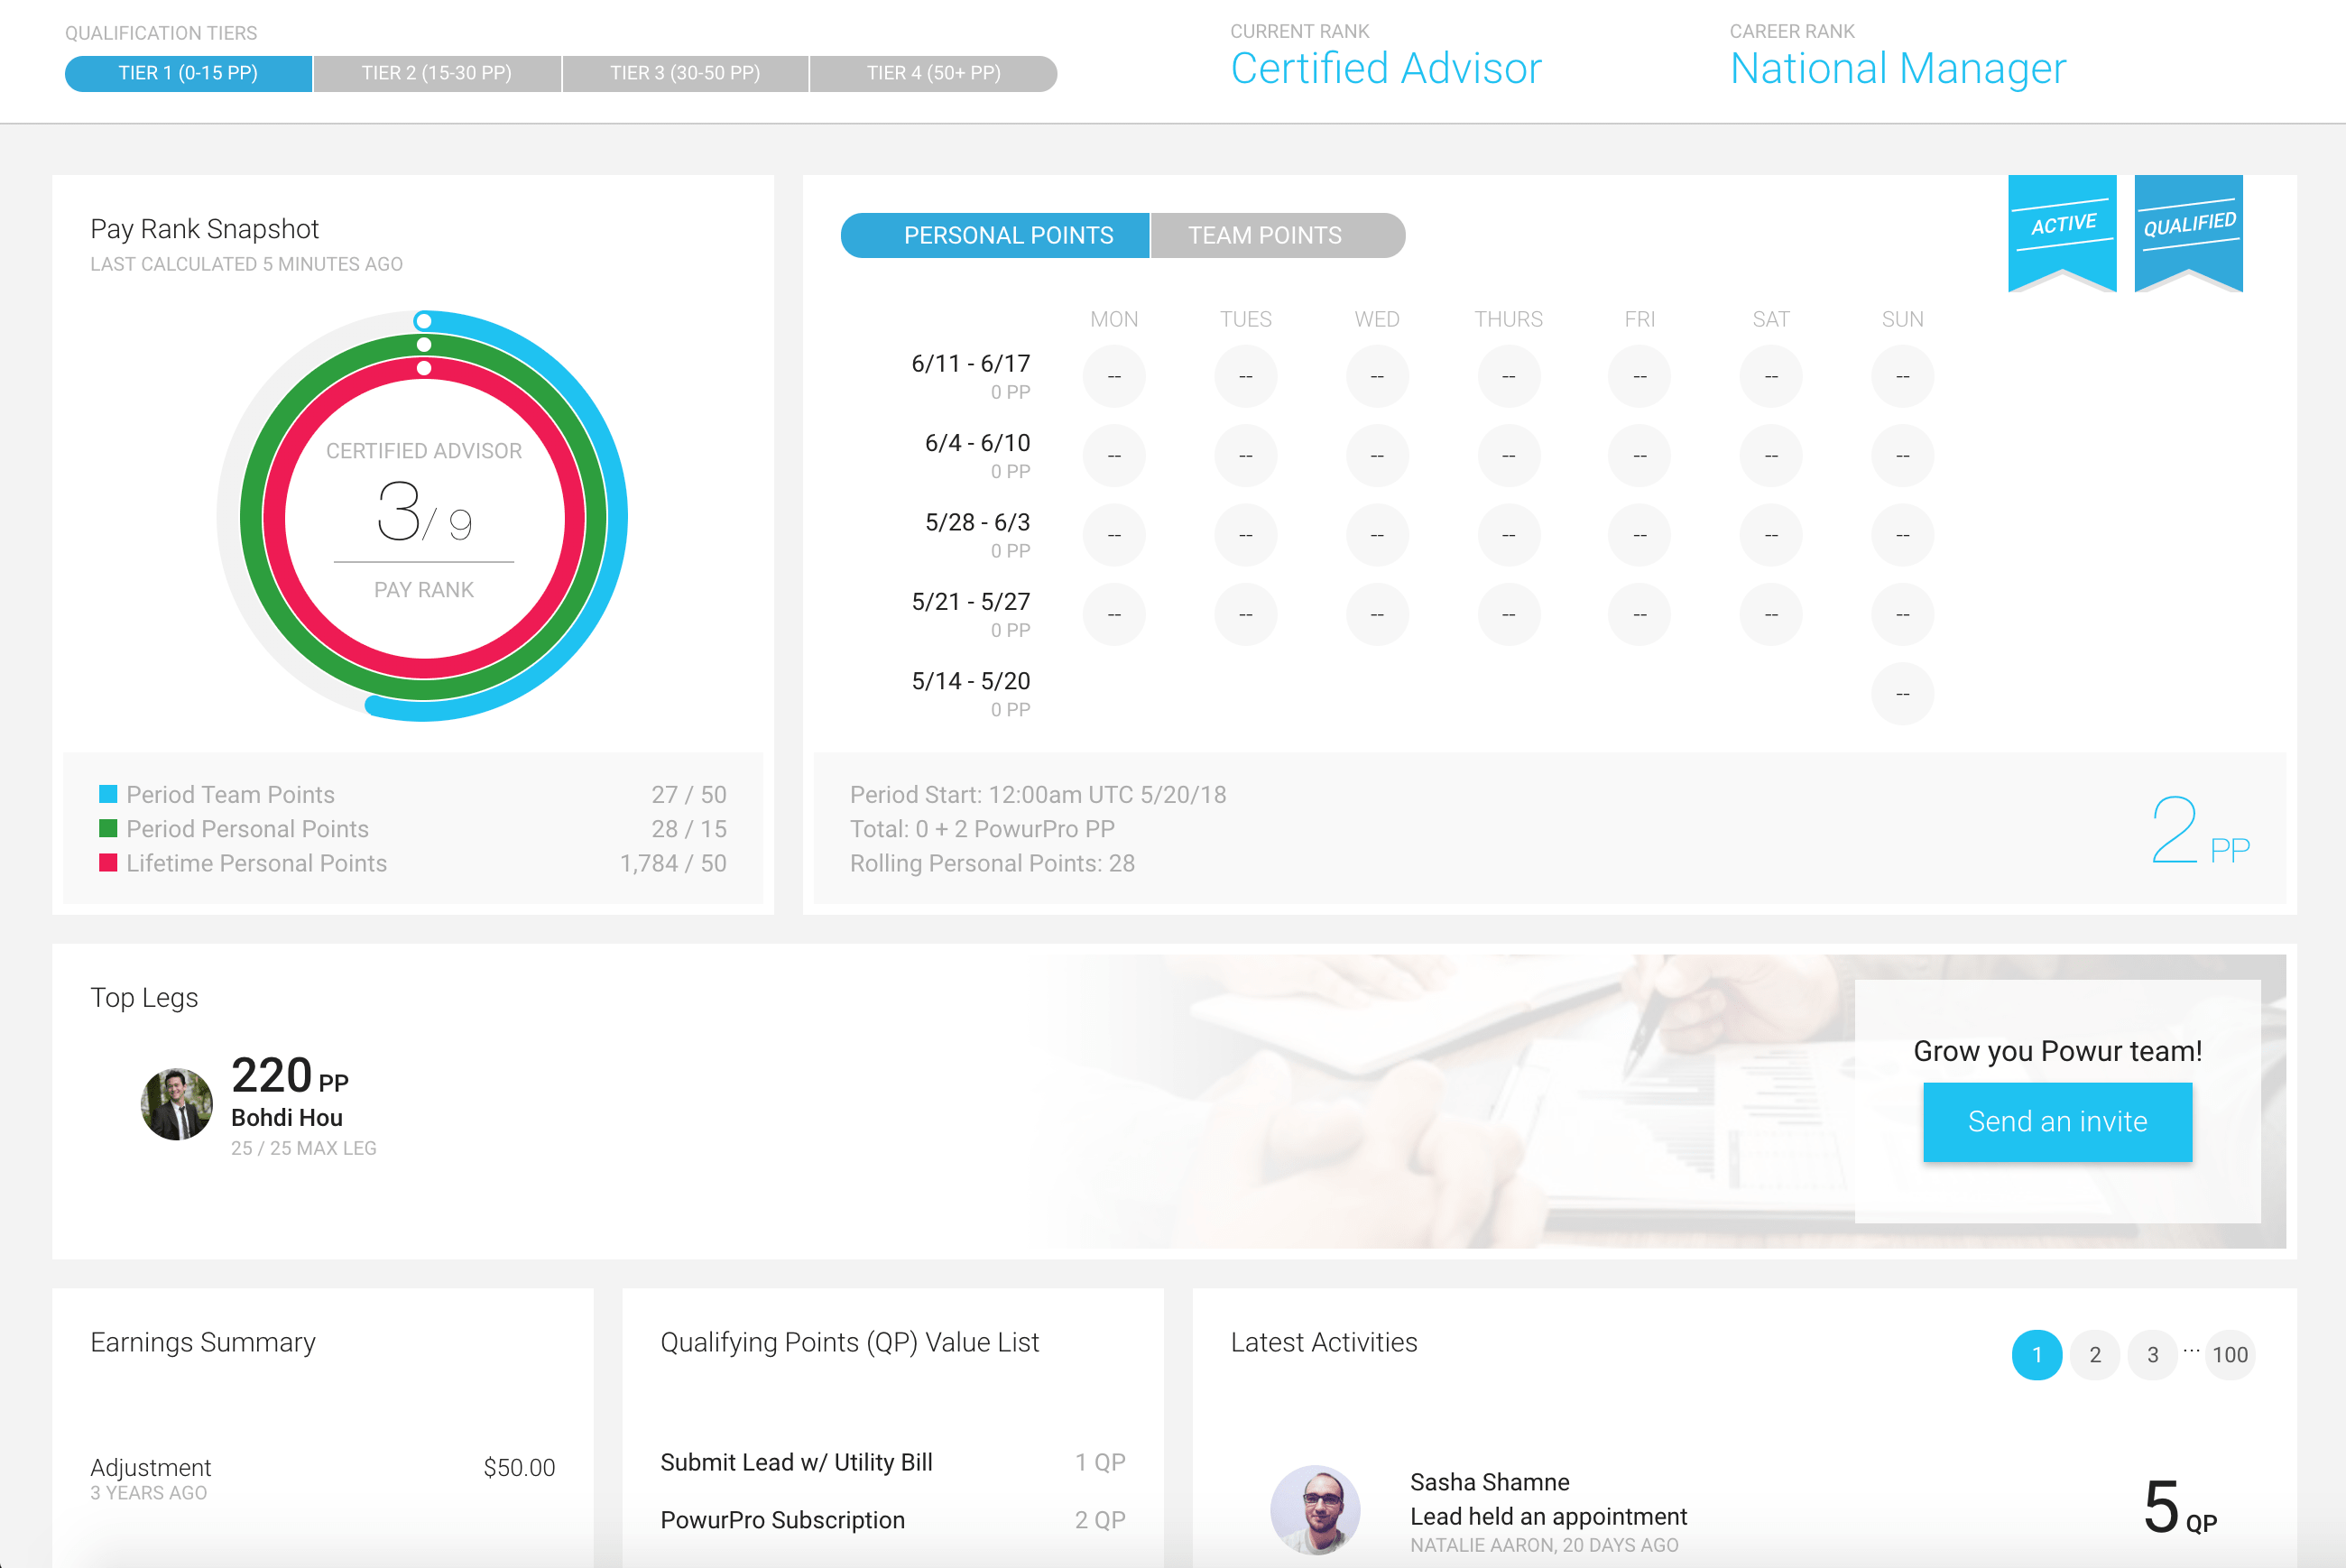 QUALIFICATION TIERS
TIER 1 (0-15 PP) TIER 2 (15-30 PP) TIER 3 (30-50 PP) TIER 4 (50+ PP)
CURRENT RANK
Certified Advisor
CAREER RANK
National Manager
Pay Rank Snapshot
LAST CALCULATED 5 MINUTES AGO
CERTIFIED ADVISOR
3/ 9
PAY RANK
Period Team Points 27 / 50
Period Personal Points 28 / 15
Lifetime Personal Points 1,784 / 50
PERSONAL POINTS TEAM POINTS
ACTIVE
QUALIFIED
MON TUES WED THURS FRI SAT SUN
6/11 - 6/17 -- -- -- -- -- -- --
0 PP
6/4 - 6/10 -- -- -- -- -- -- --
0 PP
5/28 - 6/3 -- -- -- -- -- -- --
0 PP
5/21 - 5/27 -- -- -- -- -- -- --
0 PP
5/14 - 5/20 --
0 PP
Period Start: 12:00am UTC 5/20/18
Total: 0 + 2 PowurPro PP
Rolling Personal Points: 28
2 PP
Top Legs
220 PP
Bohdi Hou
25 / 25 MAX LEG
Grow you Powur team!
Send an invite
Earnings Summary
Adjustment $50.00
3 YEARS AGO
Qualifying Points (QP) Value List
Submit Lead w/ Utility Bill 1 QP
PowurPro Subscription 2 QP
Latest Activities
1 2 3 ... 100
Sasha Shamne
Lead held an appointment
NATALIE AARON, 20 DAYS AGO
5 QP